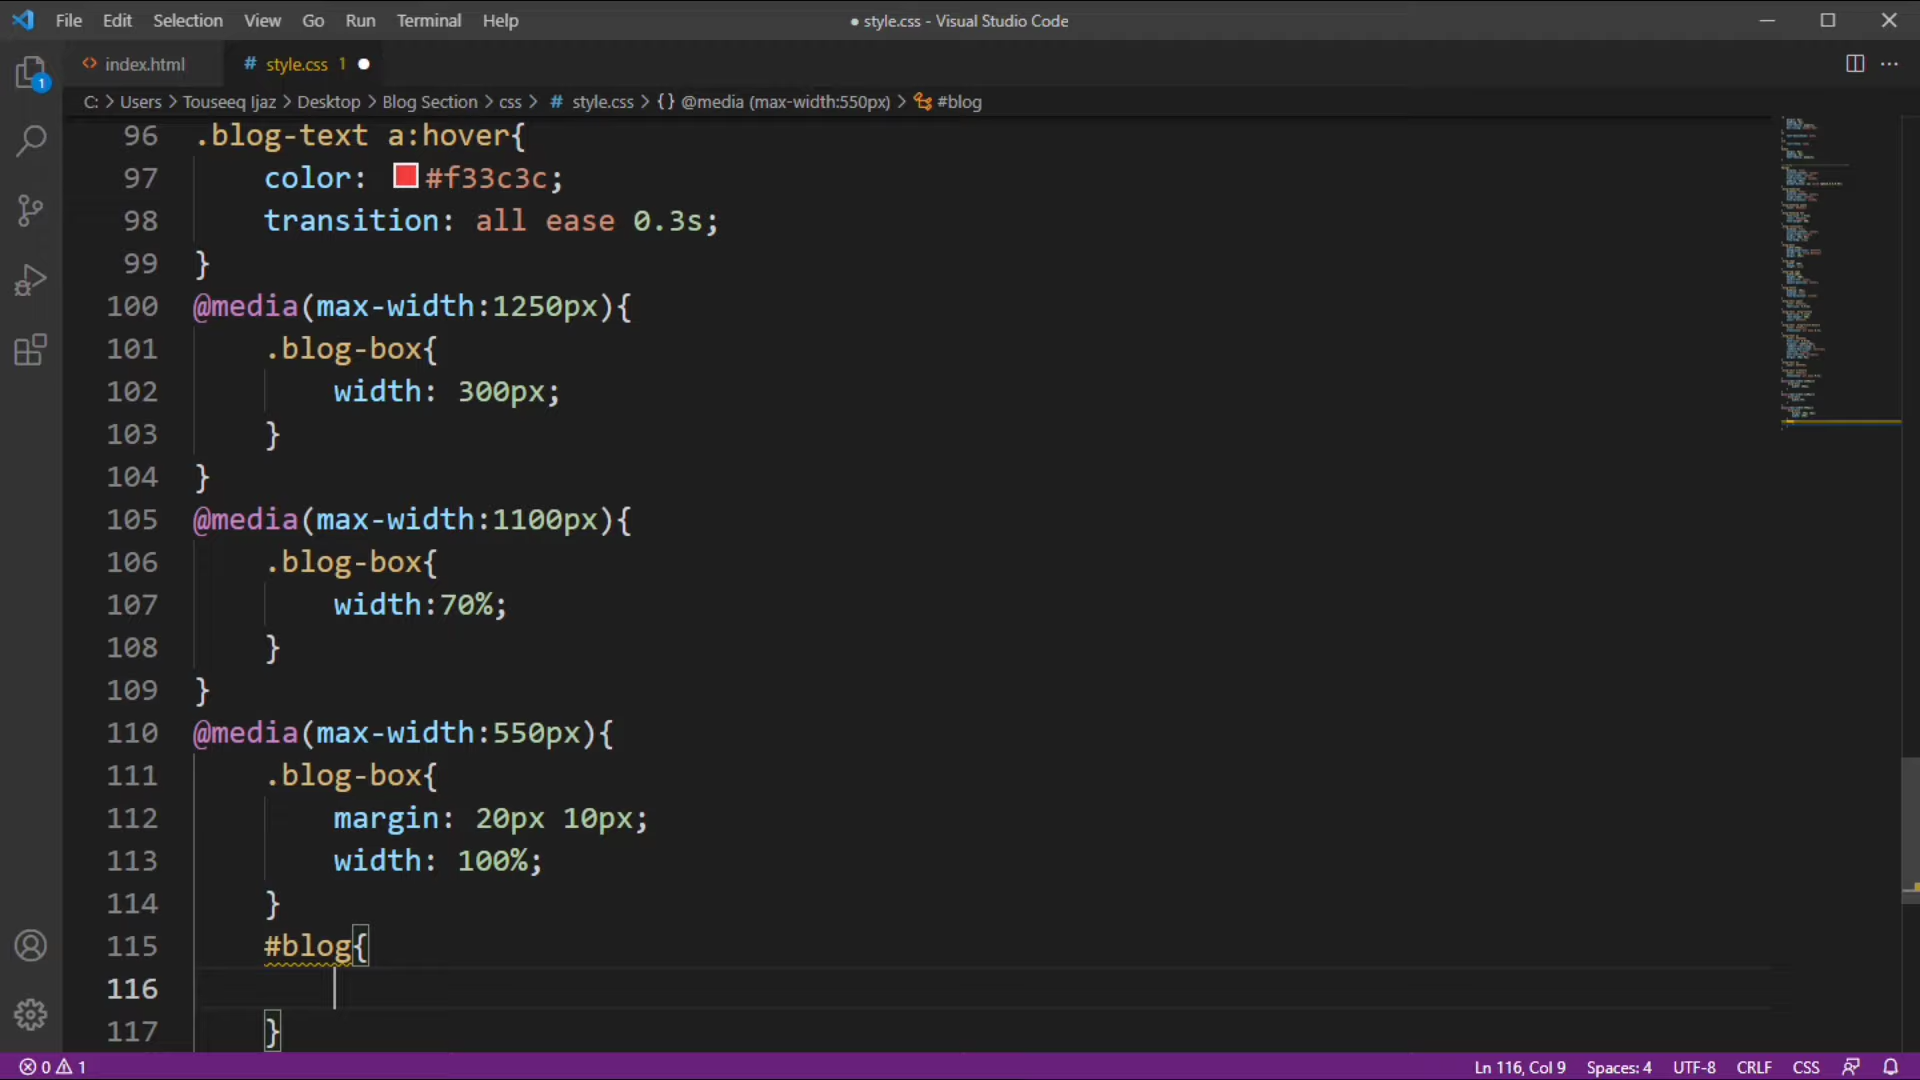 File Edit Selection View Go Run Terminal Help
● style.css - Visual Studio Code
1
<> index.html
# style.css 1 ●
C: > Users > Touseeq Ijaz > Desktop > Blog Section > css > # style.css > {} @media (max-width:550px) > #blog
96 .blog-text a:hover{
97 color: #f33c3c;
98 transition: all ease 0.3s;
99 }
100 @media(max-width:1250px){
101 .blog-box{
102 width: 300px;
103 }
104 }
105 @media(max-width:1100px){
106 .blog-box{
107 width:70%;
108 }
109 }
110 @media(max-width:550px){
111 .blog-box{
112 margin: 20px 10px;
113 width: 100%;
114 }
115 #blog{
116
117 }
0 1 Ln 116, Col 9 Spaces: 4 UTF-8 CRLF CSS